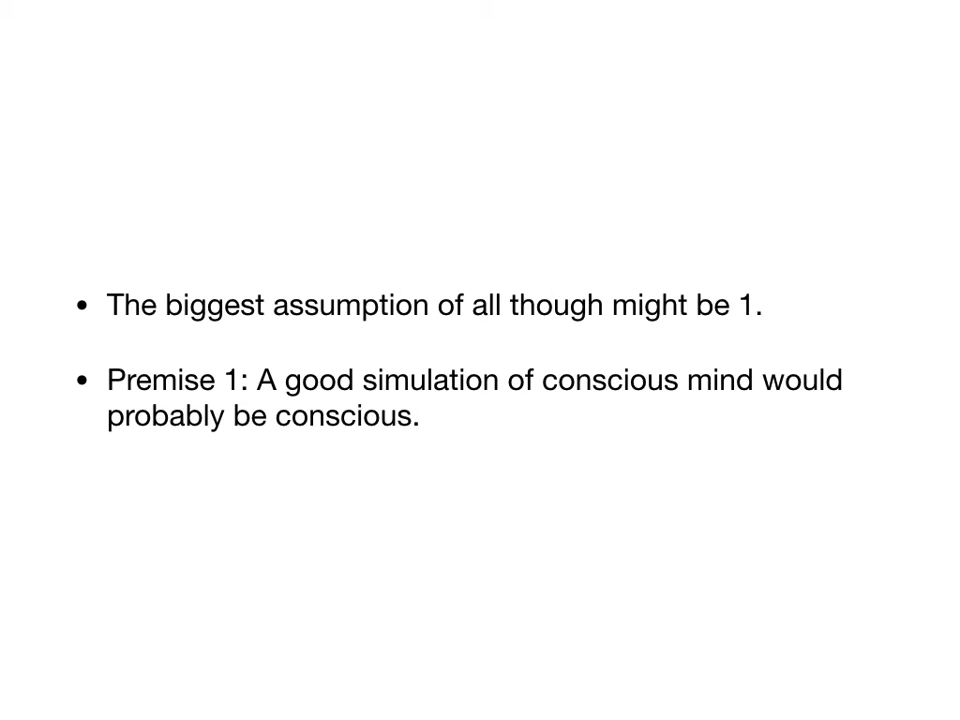 • The biggest assumption of all though might be 1.
• Premise 1: A good simulation of conscious mind would
probably be conscious.